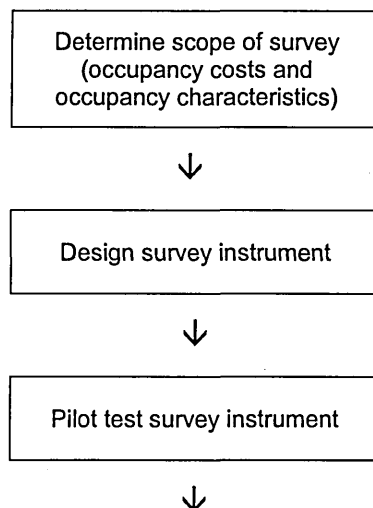 Determine scope of survey
(occupancy costs and
occupancy characteristics)
Design survey instrument
Pilot test survey instrument